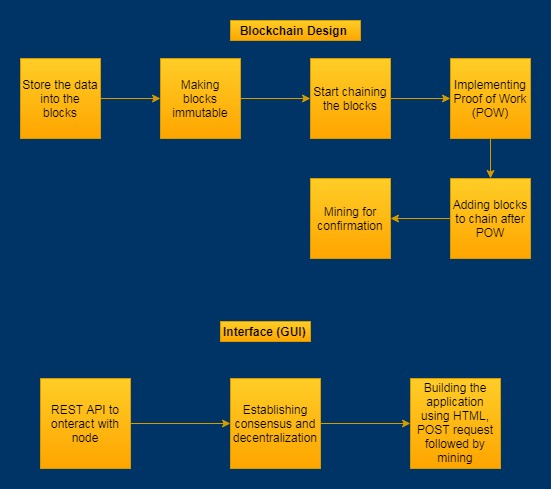 Blockchain Design
Store the data
into the
blocks
Making
blocks
immutable
Start chaining
the blocks
Implementing
Proof of Work
(POW)
Adding blocks
to chain after
POW
Mining for
confirmation
Interface (GUI)
REST API to
onteract with
node
Establishing
consensus and
decentralization
Building the
application
using HTML,
POST request
followed by
mining